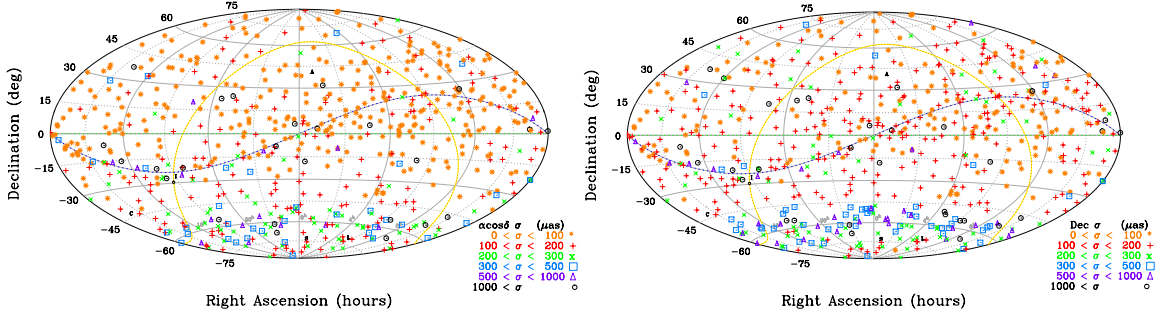 75
60
45
30
15
0
−15
−30
−45
−60
−75
Declination (deg)
Right Ascension (hours)
αcosδ σ (μas)
0 < σ < 100
100 < σ < 200
200 < σ < 300
300 < σ < 500
500 < σ < 1000
1000 < σ
75
60
45
30
15
0
−15
−30
−45
−60
−75
Declination (deg)
Right Ascension (hours)
Dec σ (μas)
0 < σ < 100
100 < σ < 200
200 < σ < 300
300 < σ < 500
500 < σ < 1000
1000 < σ